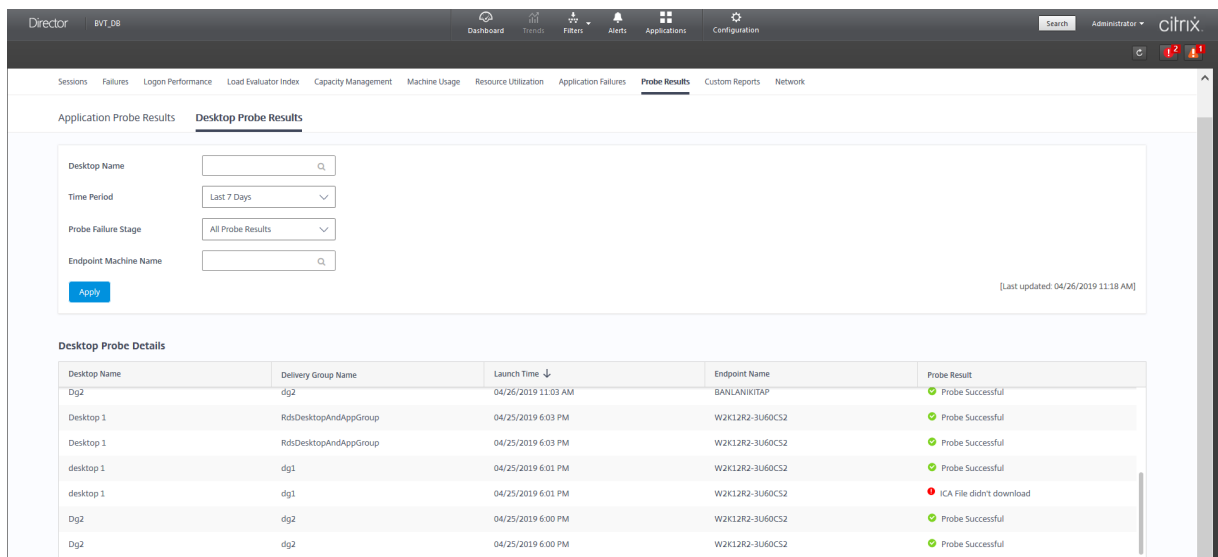 Director BVT_DB Dashboard Trends Filters Alerts Applications Configuration Search Administrator citrix
2 1
Sessions Failures Logon Performance Load Evaluator Index Capacity Management Machine Usage Resource Utilization Application Failures Probe Results Custom Reports Network
Application Probe Results Desktop Probe Results
Desktop Name
Time Period Last 7 Days
Probe Failure Stage All Probe Results
Endpoint Machine Name
Apply [Last updated: 04/26/2019 11:18 AM]
Desktop Probe Details
Desktop Name Delivery Group Name Launch Time Endpoint Name Probe Result
Dg2 dg2 04/26/2019 11:03 AM BANLANIKITAP Probe Successful
Desktop 1 RdsDesktopAndAppGroup 04/25/2019 6:03 PM W2K12R2-3U60CS2 Probe Successful
Desktop 1 RdsDesktopAndAppGroup 04/25/2019 6:03 PM W2K12R2-3U60CS2 Probe Successful
desktop 1 dg1 04/25/2019 6:01 PM W2K12R2-3U60CS2 Probe Successful
desktop 1 dg1 04/25/2019 6:01 PM W2K12R2-3U60CS2 ICA File didn't download
Dg2 dg2 04/25/2019 6:00 PM W2K12R2-3U60CS2 Probe Successful
Dg2 dg2 04/25/2019 6:00 PM W2K12R2-3U60CS2 Probe Successful